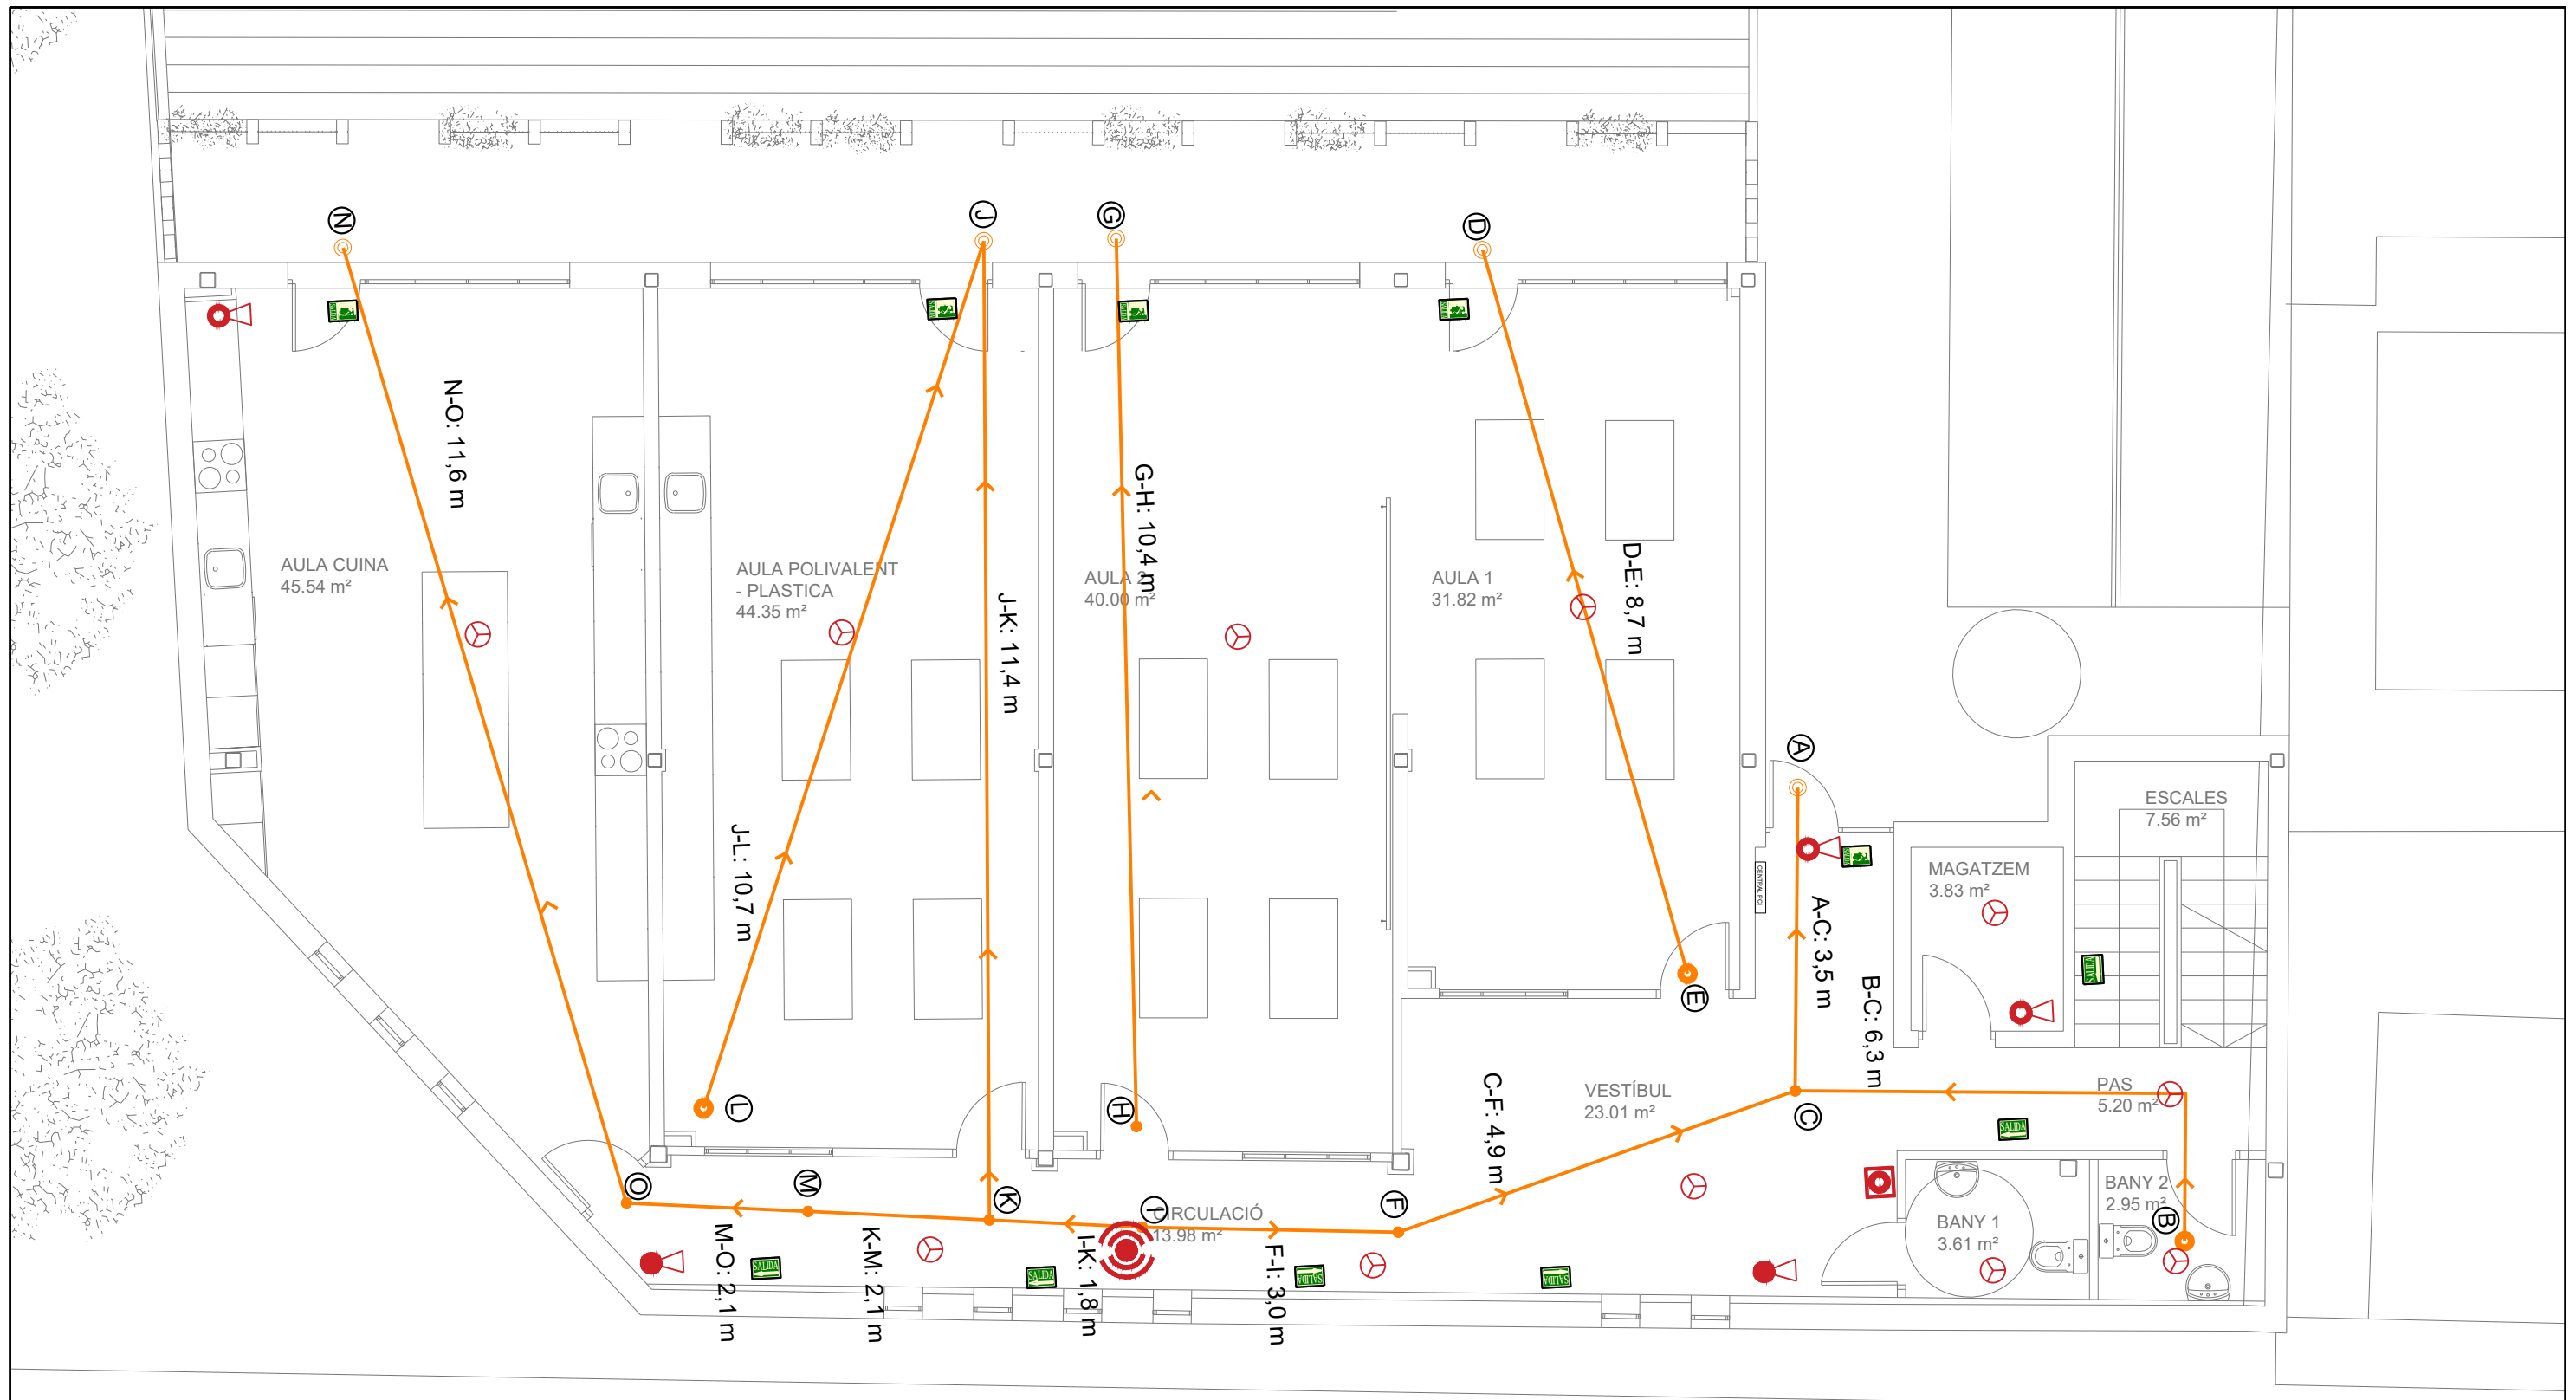 N
J
G
D
N-O: 11,6 m
G-H: 10,4 m
D-E: 8,7 m
AULA CUINA
45.54 m²
AULA POLIVALENT
- PLASTICA
44.35 m²
AULA 2
40.00 m²
AULA 1
31.82 m²
J-K: 11,4 m
A
ESCALES
7.56 m²
J-L: 10,7 m
CENTRAL PCI
MAGATZEM
3.83 m²
A-C: 3,5 m
B-C: 6,3 m
SALIDA
E
L
H
C-F: 4,9 m
VESTÍBUL
23.01 m²
C
PAS
5.20 m²
SALIDA
O
M
K
I
F
CIRCULACIÓ
13.98 m²
BANY 2
2.95 m²
B
BANY 1
3.61 m²
M-O: 2,1 m
SALIDA
K-M: 2,1 m
SALIDA
I-K: 1,8 m
F-I: 3,0 m
SALIDA
SALIDA